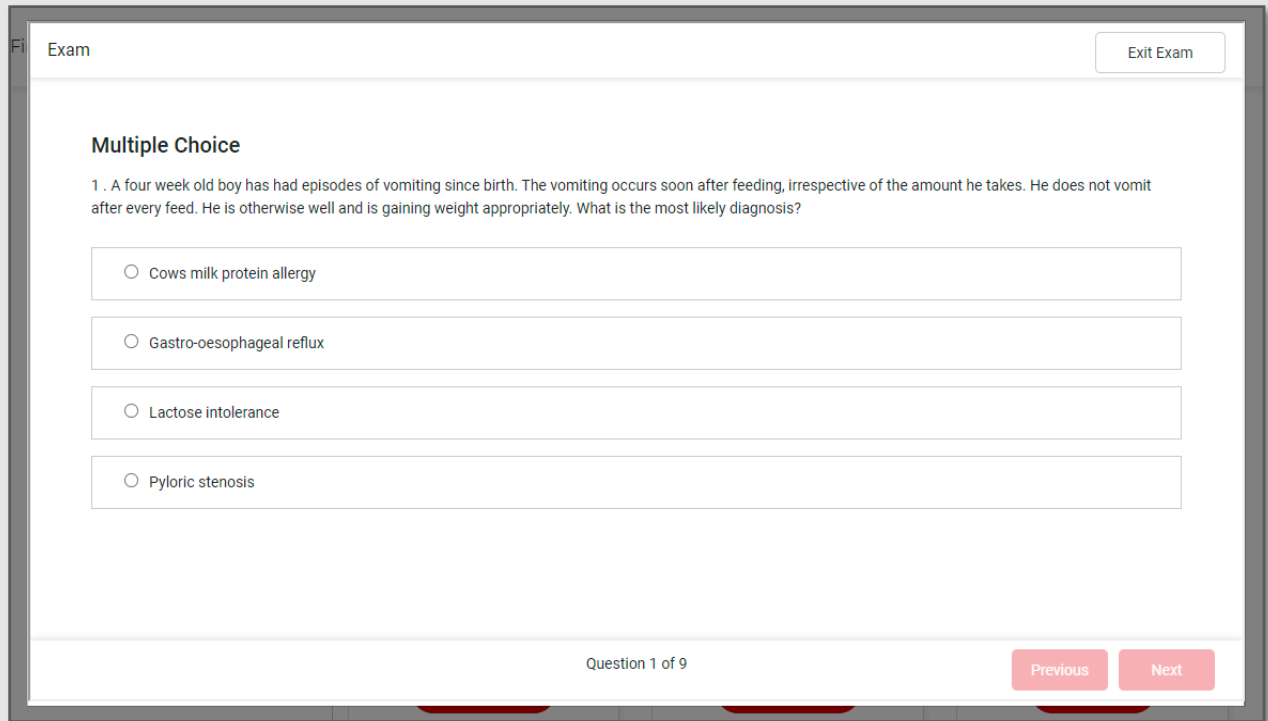 Fi
Exam
Exit Exam
Multiple Choice
1 . A four week old boy has had episodes of vomiting since birth. The vomiting occurs soon after feeding, irrespective of the amount he takes. He does not vomit
after every feed. He is otherwise well and is gaining weight appropriately. What is the most likely diagnosis?
Cows milk protein allergy
Gastro-oesophageal reflux
Lactose intolerance
Pyloric stenosis
Question 1 of 9
Previous
Next